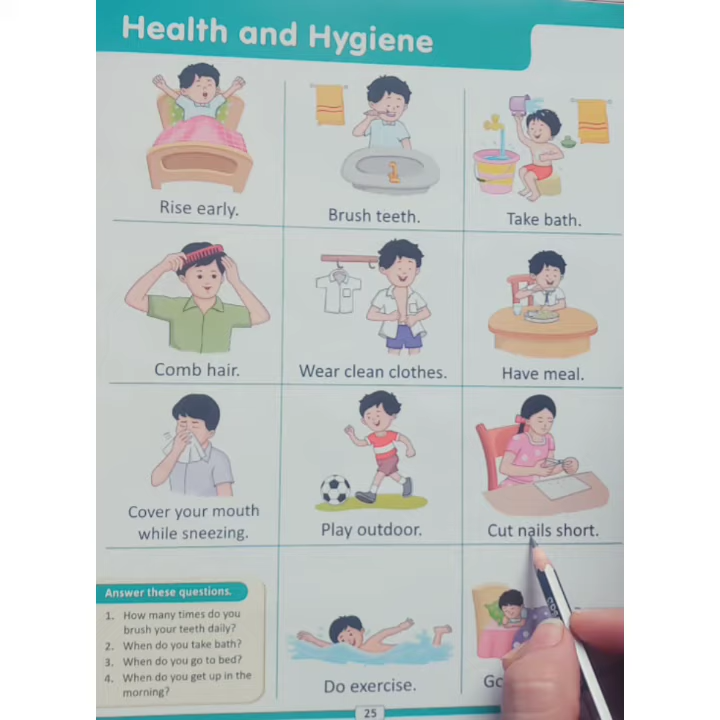 Health and Hygiene
Rise early.
Brush teeth.
Take bath.
Comb hair.
Wear clean clothes.
Have meal.
Cover your mouth
while sneezing.
Play outdoor.
Cut nails short.
Answer these questions.
1. How many times do you
brush your teeth daily?
2. When do you take bath?
3. When do you go to bed?
4. When do you get up in the
morning?
Do exercise.
25